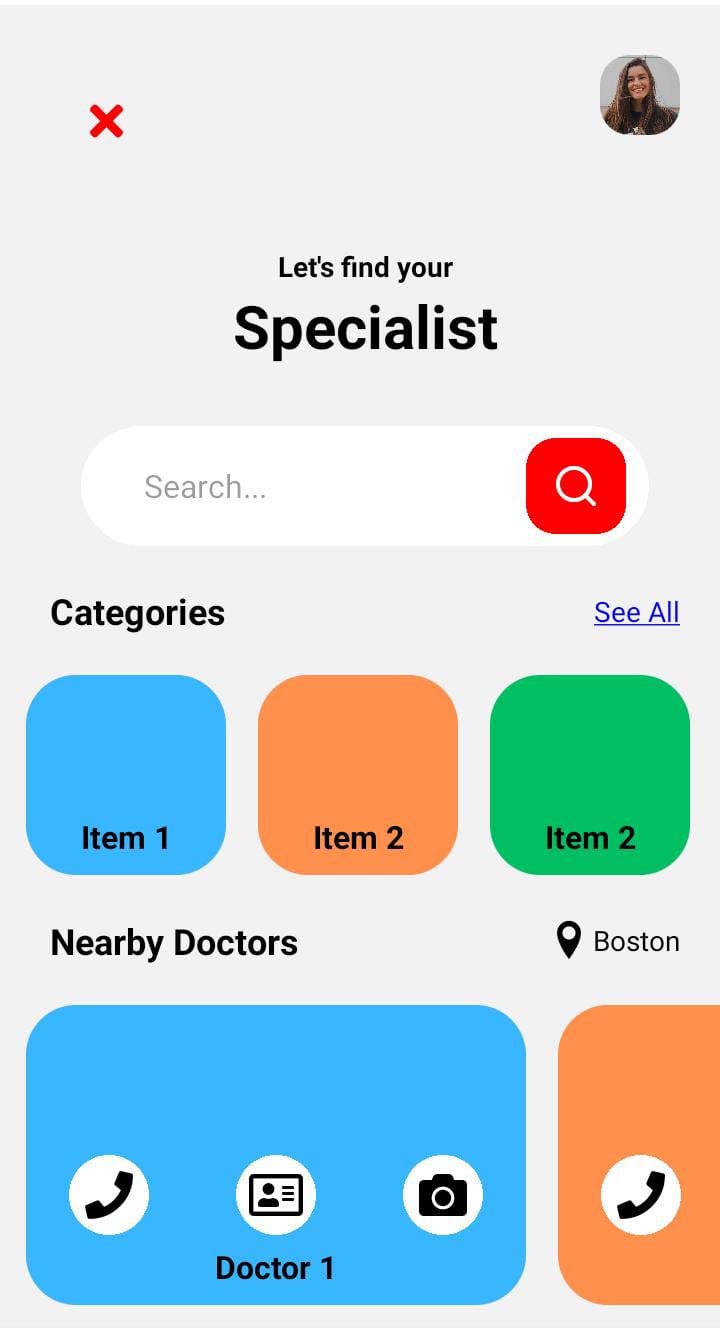 Let's find your
Specialist
Search...
Categories
See All
Item 1
Item 2
Item 2
Nearby Doctors
Boston
Doctor 1